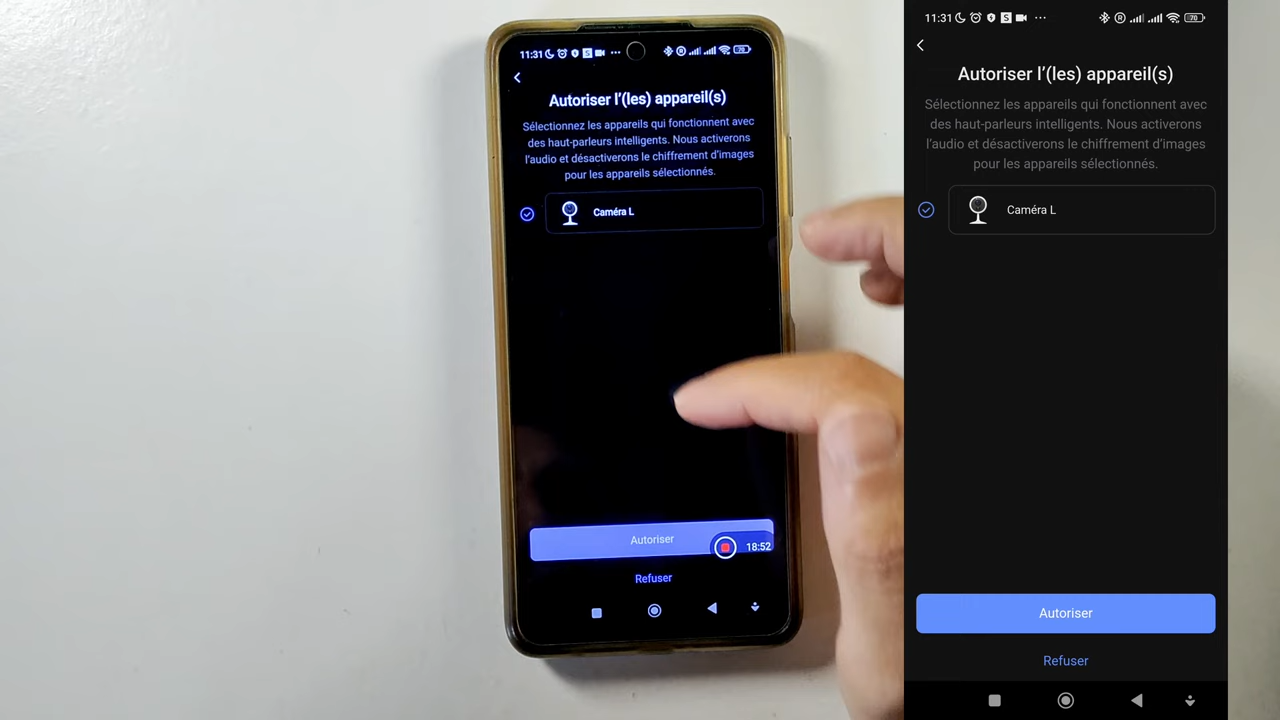 11:31
70
Autoriser l'(les) appareil(s)
Sélectionnez les appareils qui fonctionnent avec
des haut-parleurs intelligents. Nous activerons
l'audio et désactiverons le chiffrement d'images
pour les appareils sélectionnés.
Caméra L
Autoriser
18:52
Refuser
11:31
70
Autoriser l'(les) appareil(s)
Sélectionnez les appareils qui fonctionnent avec
des haut-parleurs intelligents. Nous activerons
l'audio et désactiverons le chiffrement d'images
pour les appareils sélectionnés.
Caméra L
Autoriser
Refuser